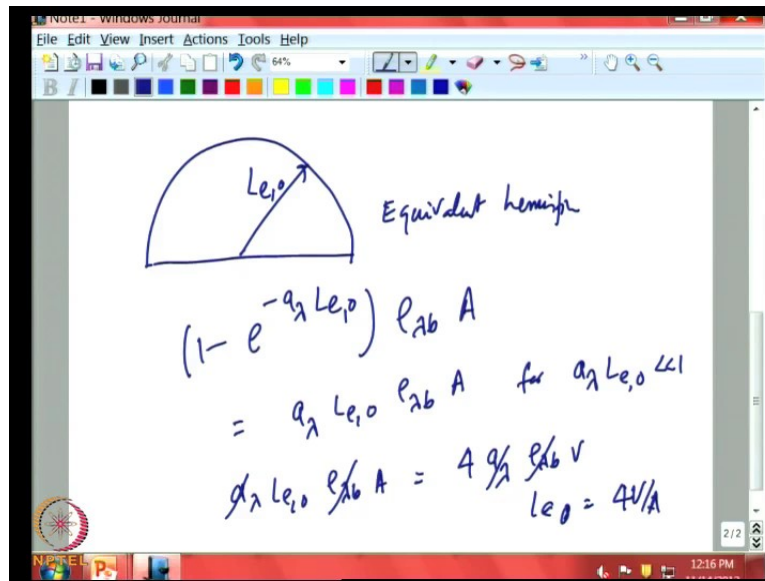 Note1 - Windows Journal
File Edit View Insert Actions Tools Help
64%
B I
Le,0
Equivalent
(1 - e^{-aλ Le,0}) eλb A
= aλ Le,0 eλb A for aλ Le,0 <<1
aλ Le,0 eλb A = 4 aλ eλb V
Le0 = 4V/A
2/2
NPTEL
12:16 PM